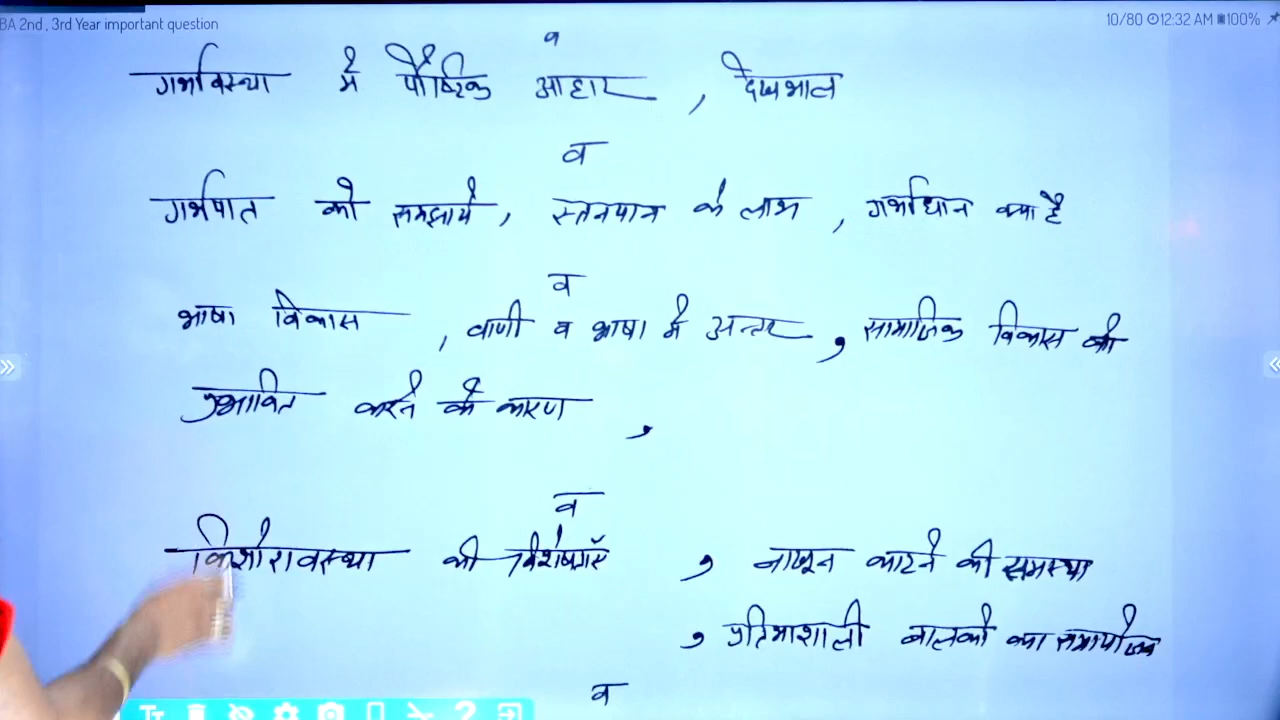 BA 2nd , 3rd Year important question
10/80 12:32 AM 100%
व
गर्भावस्था में पौष्टिक आहार , देखभाल
व
गर्भपात को समझाये , स्तनपान के लाभ , गर्भाधान क्या है
व
भाषा विकास , वाणी व भाषा में अन्तर , सामाजिक विकास को
प्रभावित करने के कारण ,
व
किशोरावस्था की विशेषताएँ , नाखून काटने की समस्या
, प्रतिभाशाली बालकों का समायोजन
व